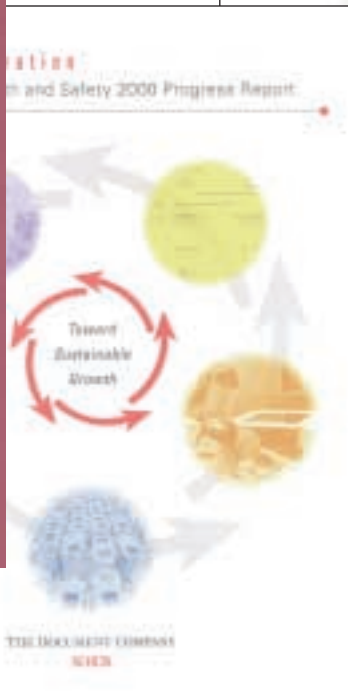 and Safety 2000 Progress Report
Toward
Sustainable
Growth
THE DOCUMENT COMPANY
XEROX